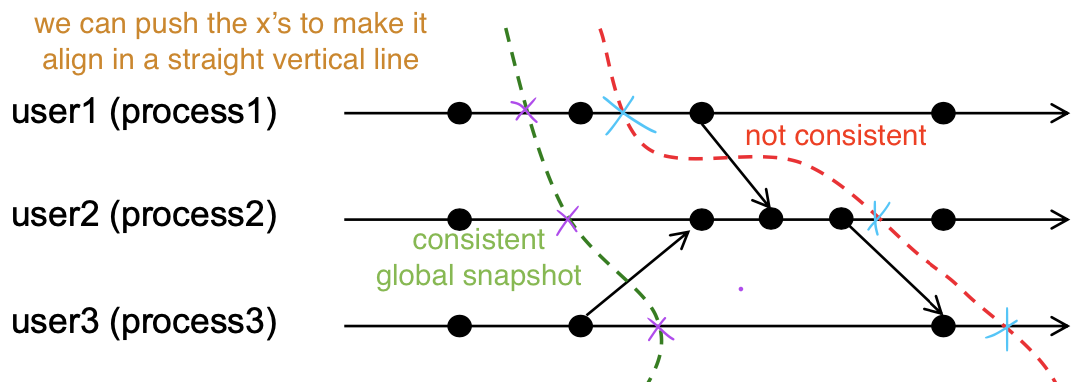 we can push the x's to make it
align in a straight vertical line
user1 (process1)
not consistent
user2 (process2)
consistent
global snapshot
user3 (process3)